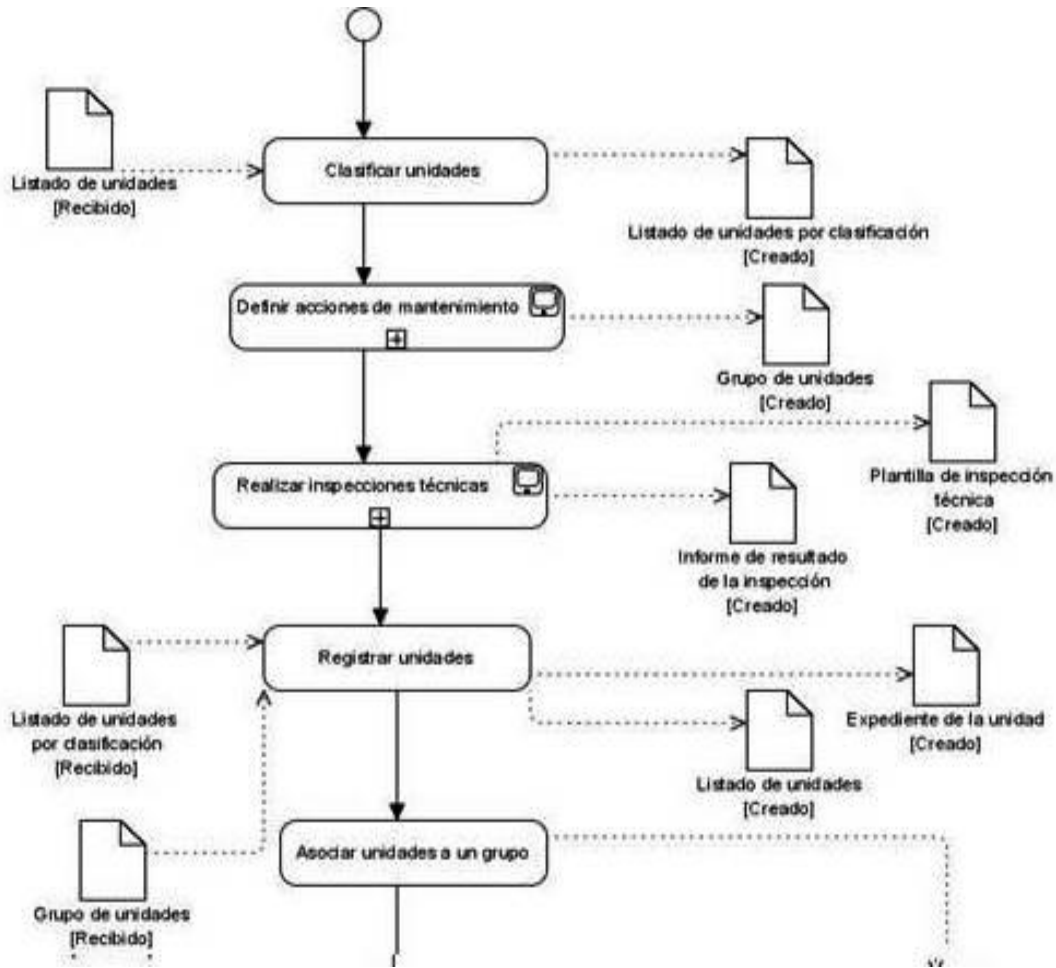 Listado de unidades
[Recibido]
Clasificar unidades
Listado de unidades por clasificación
[Creado]
Definir acciones de mantenimiento
Grupo de unidades
[Creado]
Realizar inspecciones técnicas
Plantilla de inspección
técnica
[Creado]
Informe de resultado
de la inspección
[Creado]
Registrar unidades
Listado de unidades
por clasificación
[Recibido]
Expediente de la unidad
[Creado]
Listado de unidades
[Creado]
Asociar unidades a un grupo
Grupo de unidades
[Recibido]